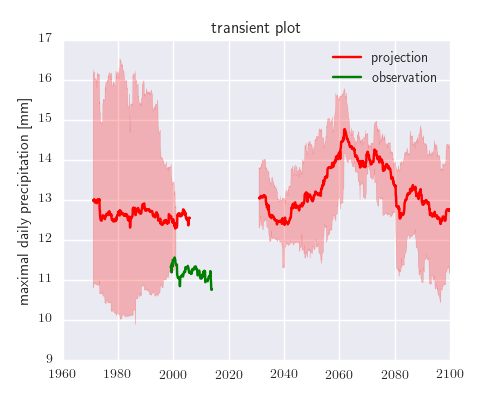 transient plot
projection
observation
maximal daily precipitation [mm]
17
16
15
14
13
12
11
10
9
1960 1980 2000 2020 2040 2060 2080 2100